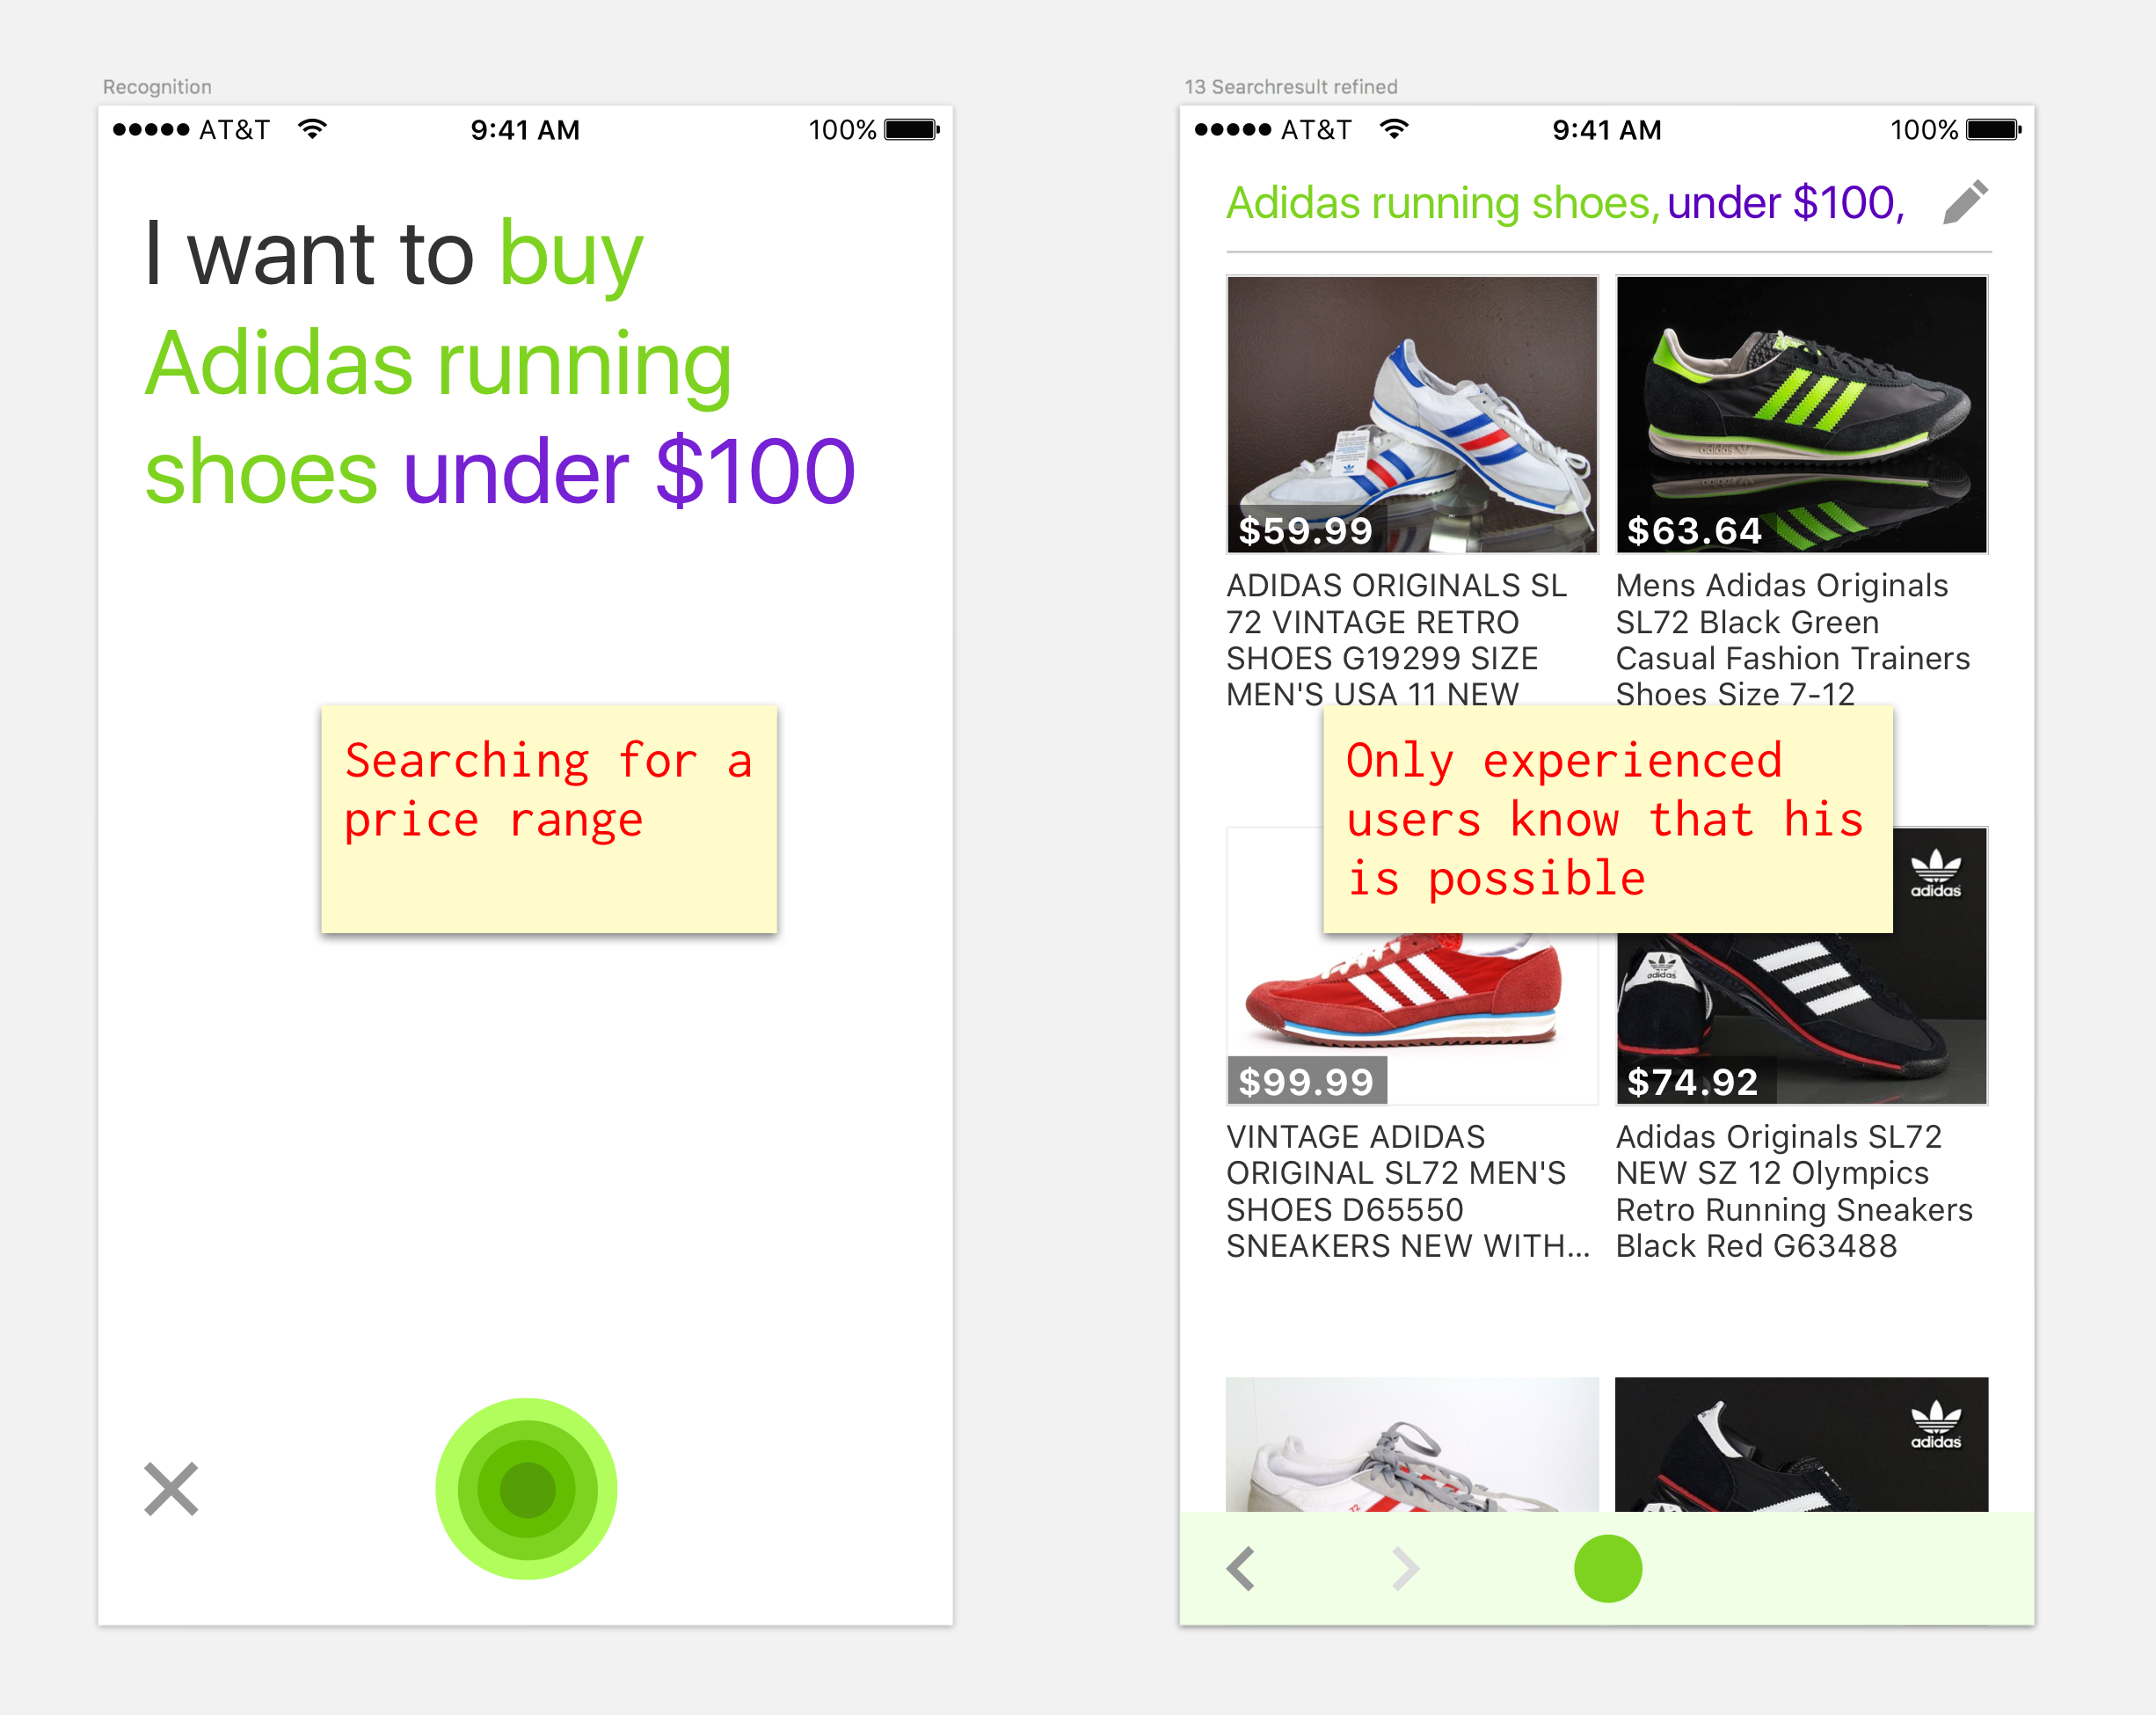 Recognition
AT&T 9:41 AM 100%
I want to buy
Adidas running
shoes under $100
Searching for a
price range
13 Searchresult refined
AT&T 9:41 AM 100%
Adidas running shoes, under $100,
$59.99
ADIDAS ORIGINALS SL
72 VINTAGE RETRO
SHOES G19299 SIZE
MEN'S USA 11 NEW
adidas
$63.64
Mens Adidas Originals
SL72 Black Green
Casual Fashion Trainers
Shoes Size 7-12
Only experienced
users know that his
is possible
$99.99
VINTAGE ADIDAS
ORIGINAL SL72 MEN'S
SHOES D65550
SNEAKERS NEW WITH...
adidas
adidas
$74.92
Adidas Originals SL72
NEW SZ 12 Olympics
Retro Running Sneakers
Black Red G63488
72
adidas